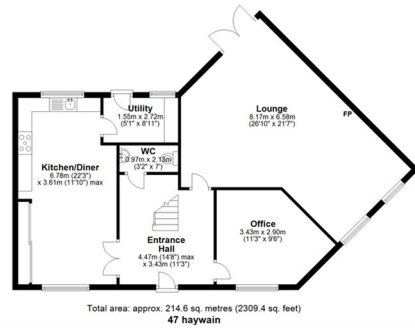 Utility
1.55m x 2.72m
(5'1" x 8'11")
Lounge
8.17m x 6.58m
(26'10" x 21'7")
FP
WC
0.97m x 2.13m
(3'2" x 7')
Kitchen/Diner
6.78m (22'3")
x 3.61m (11'10") max
Office
3.43m x 2.90m
(11'3" x 9'6")
Entrance
Hall
4.47m (14'8") max
x 3.43m (11'3")
Total area: approx. 214.6 sq. metres (2309.4 sq. feet)
47 haywain